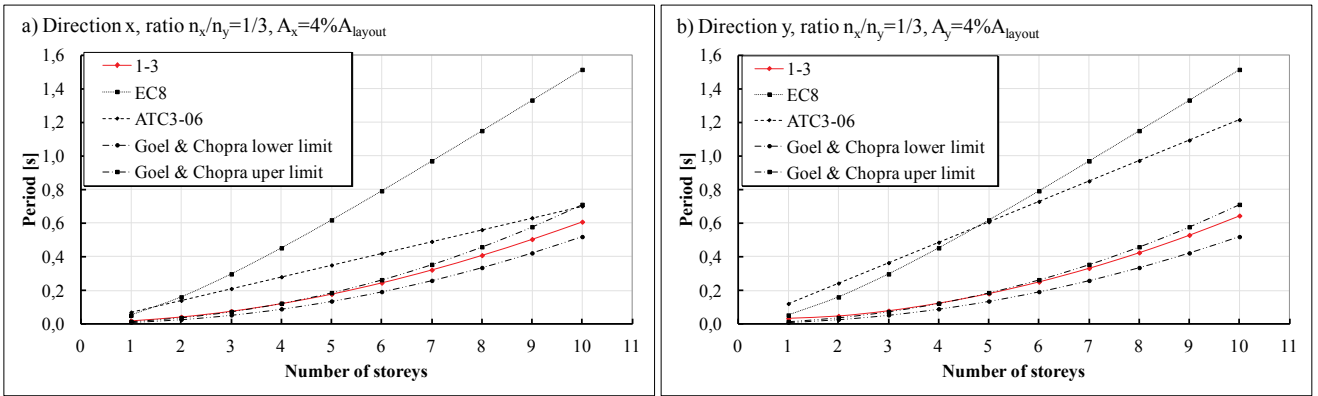 a) Direction x, ratio nx/ny=1/3, Ax=4%Alayout
1,6
1,4
1,2
1,0
0,8
0,6
0,4
0,2
0,0
Period [s]
1-3
EC8
ATC3-06
Goel & Chopra lower limit
Goel & Chopra uper limit
0 1 2 3 4 5 6 7 8 9 10 11
Number of storeys
b) Direction y, ratio nx/ny=1/3, Ay=4%Alayout
1,6
1,4
1,2
1,0
0,8
0,6
0,4
0,2
0,0
Period [s]
1-3
EC8
ATC3-06
Goel & Chopra lower limit
Goel & Chopra uper limit
0 1 2 3 4 5 6 7 8 9 10 11
Number of storeys